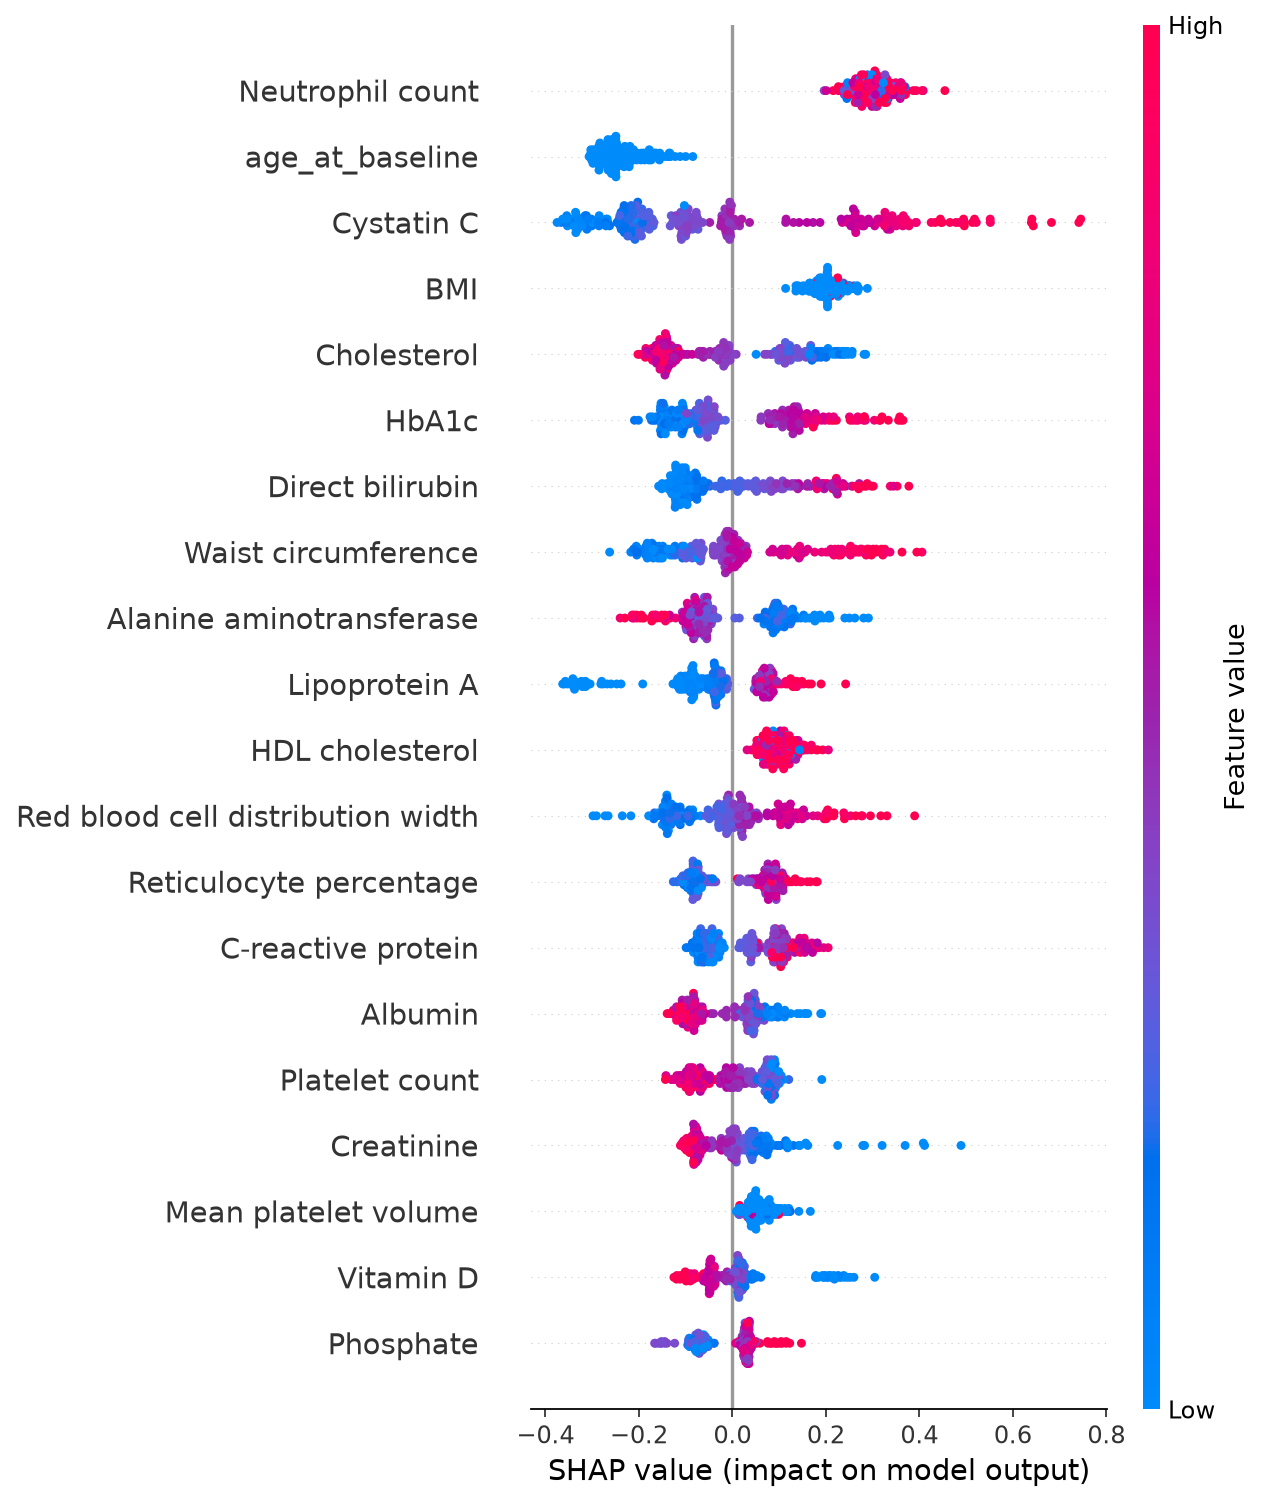 High
Neutrophil count
age_at_baseline
Cystatin C
BMI
Cholesterol
HbA1c
Direct bilirubin
Waist circumference
Alanine aminotransferase
Lipoprotein A
HDL cholesterol
Red blood cell distribution width
Reticulocyte percentage
C-reactive protein
Albumin
Platelet count
Creatinine
Mean platelet volume
Vitamin D
Phosphate
Feature value
Low
−0.4 −0.2 0.0 0.2 0.4 0.6 0.8
SHAP value (impact on model output)